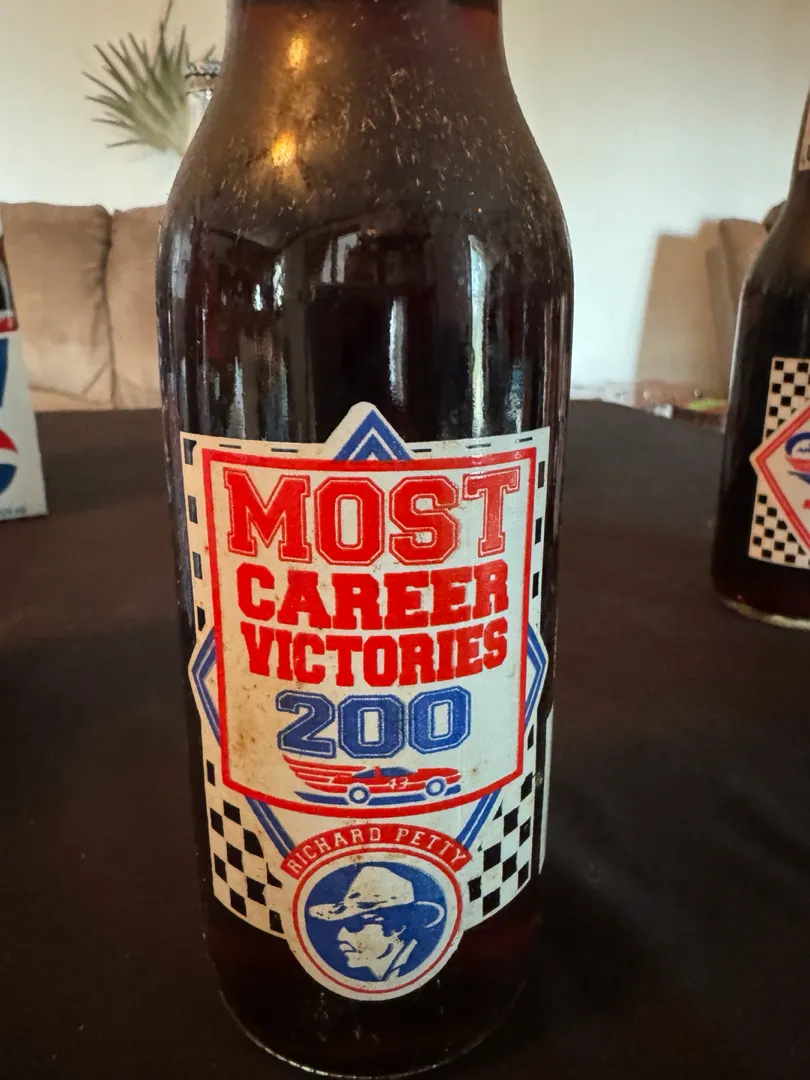 MOST
CAREER
VICTORIES
200
43
RICHARD PETTY